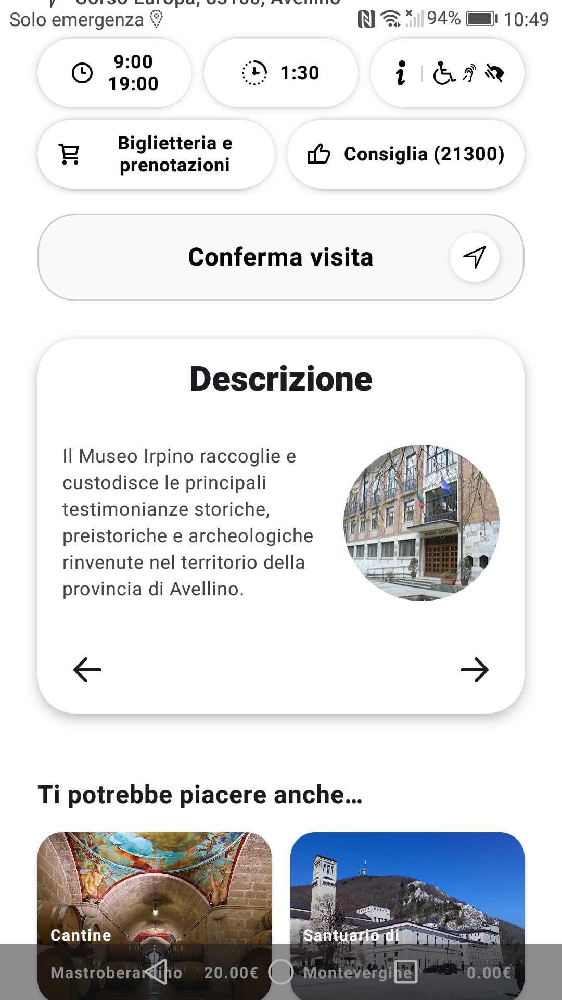 Corso Europa, 83100, Avellino
Solo emergenza
94% 10:49
9:00
19:00
1:30
Biglietteria e
prenotazioni
Consiglia (21300)
Conferma visita
Descrizione
Il Museo Irpino raccoglie e
custodisce le principali
testimonianze storiche,
preistoriche e archeologiche
rinvenute nel territorio della
provincia di Avellino.
MUSEO IRPINO
Ti potrebbe piacere anche...
Cantine
Mastroberardino 20.00€
Santuario di
Montevergine 0.00€